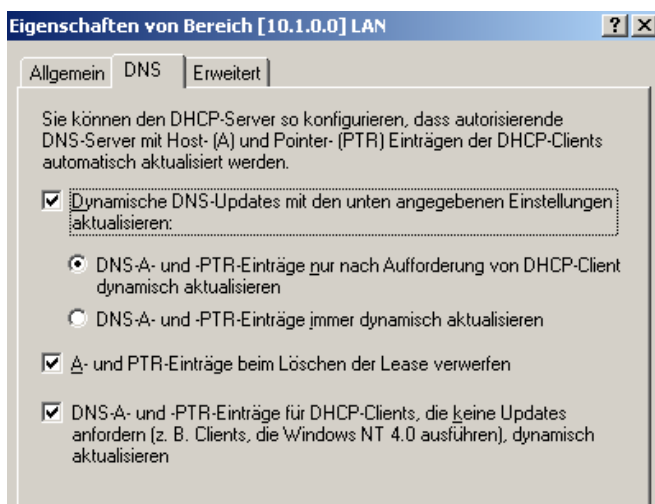 Eigenschaften von Bereich [10.1.0.0] LAN
Allgemein DNS Erweitert
Sie können den DHCP-Server so konfigurieren, dass autorisierende
DNS-Server mit Host- (A) und Pointer- (PTR) Einträgen der DHCP-Clients
automatisch aktualisiert werden.
Dynamische DNS-Updates mit den unten angegebenen Einstellungen
aktualisieren:
DNS-A- und -PTR-Einträge nur nach Aufforderung von DHCP-Client
dynamisch aktualisieren
DNS-A- und -PTR-Einträge immer dynamisch aktualisieren
A- und PTR-Einträge beim Löschen der Lease verwerfen
DNS-A- und -PTR-Einträge für DHCP-Clients, die keine Updates
anfordern (z. B. Clients, die Windows NT 4.0 ausführen), dynamisch
aktualisieren